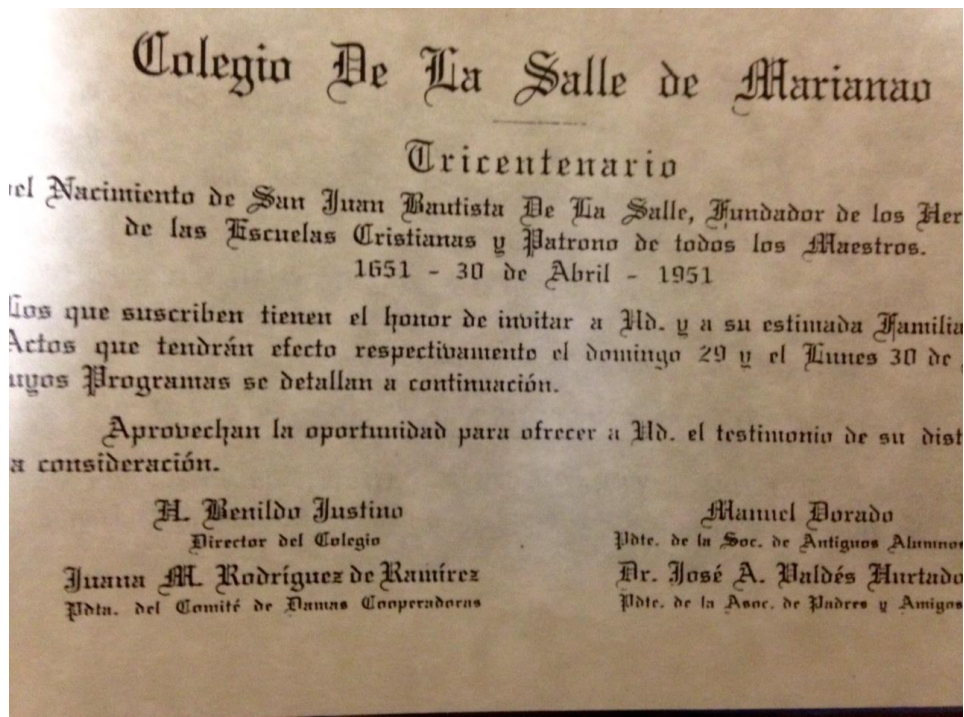 Colegio De La Salle de Marianao
Tricentenario
el Nacimiento de San Juan Bautista De La Salle, Fundador de los Her
de las Escuelas Cristianas y Patrono de todos los Maestros.
1651 - 30 de Abril - 1951
Los que suscriben tienen el honor de invitar a Ud. y a su estimada Familia
Actos que tendrán efecto respectivamente el domingo 29 y el Lunes 30 de
uyos Programas se detallan a continuación.
Aprovechan la oportunidad para ofrecer a Ud. el testimonio de su dist
a consideración.
H. Benildo Justino
Director del Colegio
Juana M. Rodríguez de Ramírez
Pdta. del Comité de Damas Cooperadoras
Manuel Dorado
Pdte. de la Soc. de Antiguos Alumnos
Dr. José A. Valdés Hurtado
Pdte. de la Asoc. de Padres y Amigos